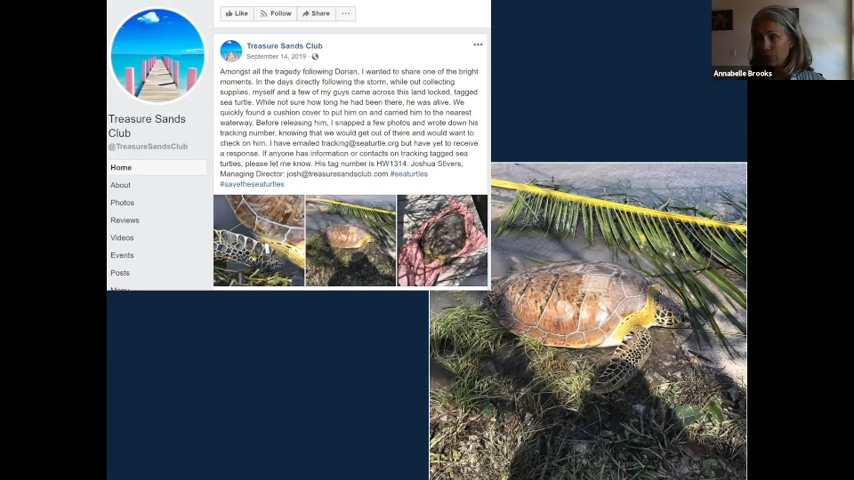 Like
Follow
Share
Treasure Sands Club
September 14, 2019
Amongst all the tragedy following Dorian, I wanted to share one of the bright
moments. In the days directly following the storm, while out collecting
supplies, myself and a few of my guys came across this land locked, tagged
sea turtle. While not sure how long he had been there, he was alive. We
quickly found a cushion cover to put him on and carried him to the nearest
waterway. Before releasing him, I snapped a few photos and wrote down his
tracking number, knowing that we would get out of there and would want to
check on him. I have emailed tracking@seaturtle.org but have yet to receive
a response. If anyone has information or contacts on tracking tagged sea
turtles, please let me know. His tag number is HW1314. Joshua Stivers,
Managing Director: josh@treasuresandsclub.com #seaturtles
#savetheseaturtles
Treasure Sands
Club
@TreasureSandsClub
Home
About
Photos
Reviews
Videos
Events
Posts
Annabelle Brooks